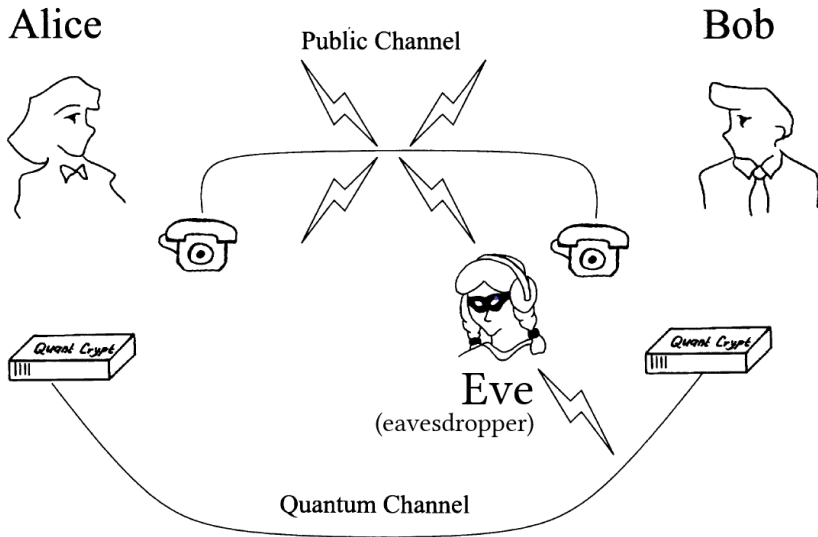 Alice
Bob
Public Channel
Quant Crypt
Quant Crypt
Eve
(eavesdropper)
Quantum Channel